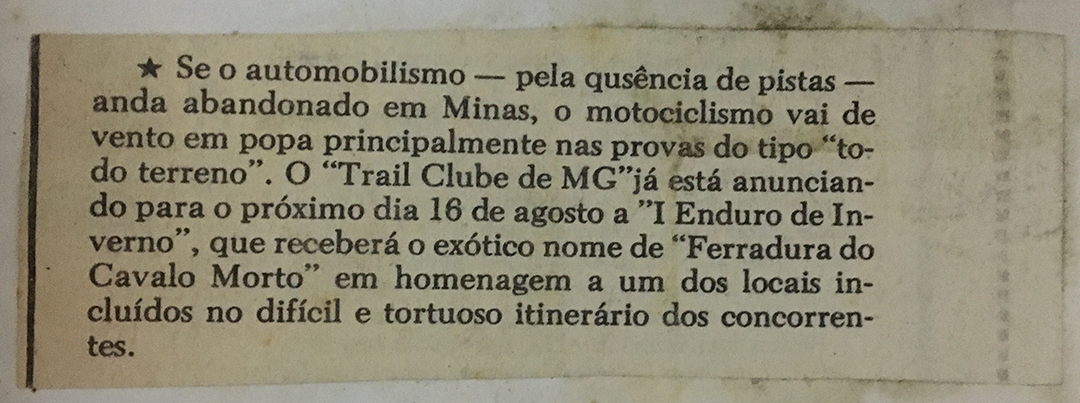 ★ Se o automobilismo — pela qusência de pistas —
anda abandonado em Minas, o motociclismo vai de
vento em popa principalmente nas provas do tipo “to-
do terreno”. O “Trail Clube de MG”já está anuncian-
do para o próximo dia 16 de agosto a ”I Enduro de In-
verno”, que receberá o exótico nome de “Ferradura do
Cavalo Morto” em homenagem a um dos locais in-
cluídos no difícil e tortuoso itinerário dos concorren-
tes.